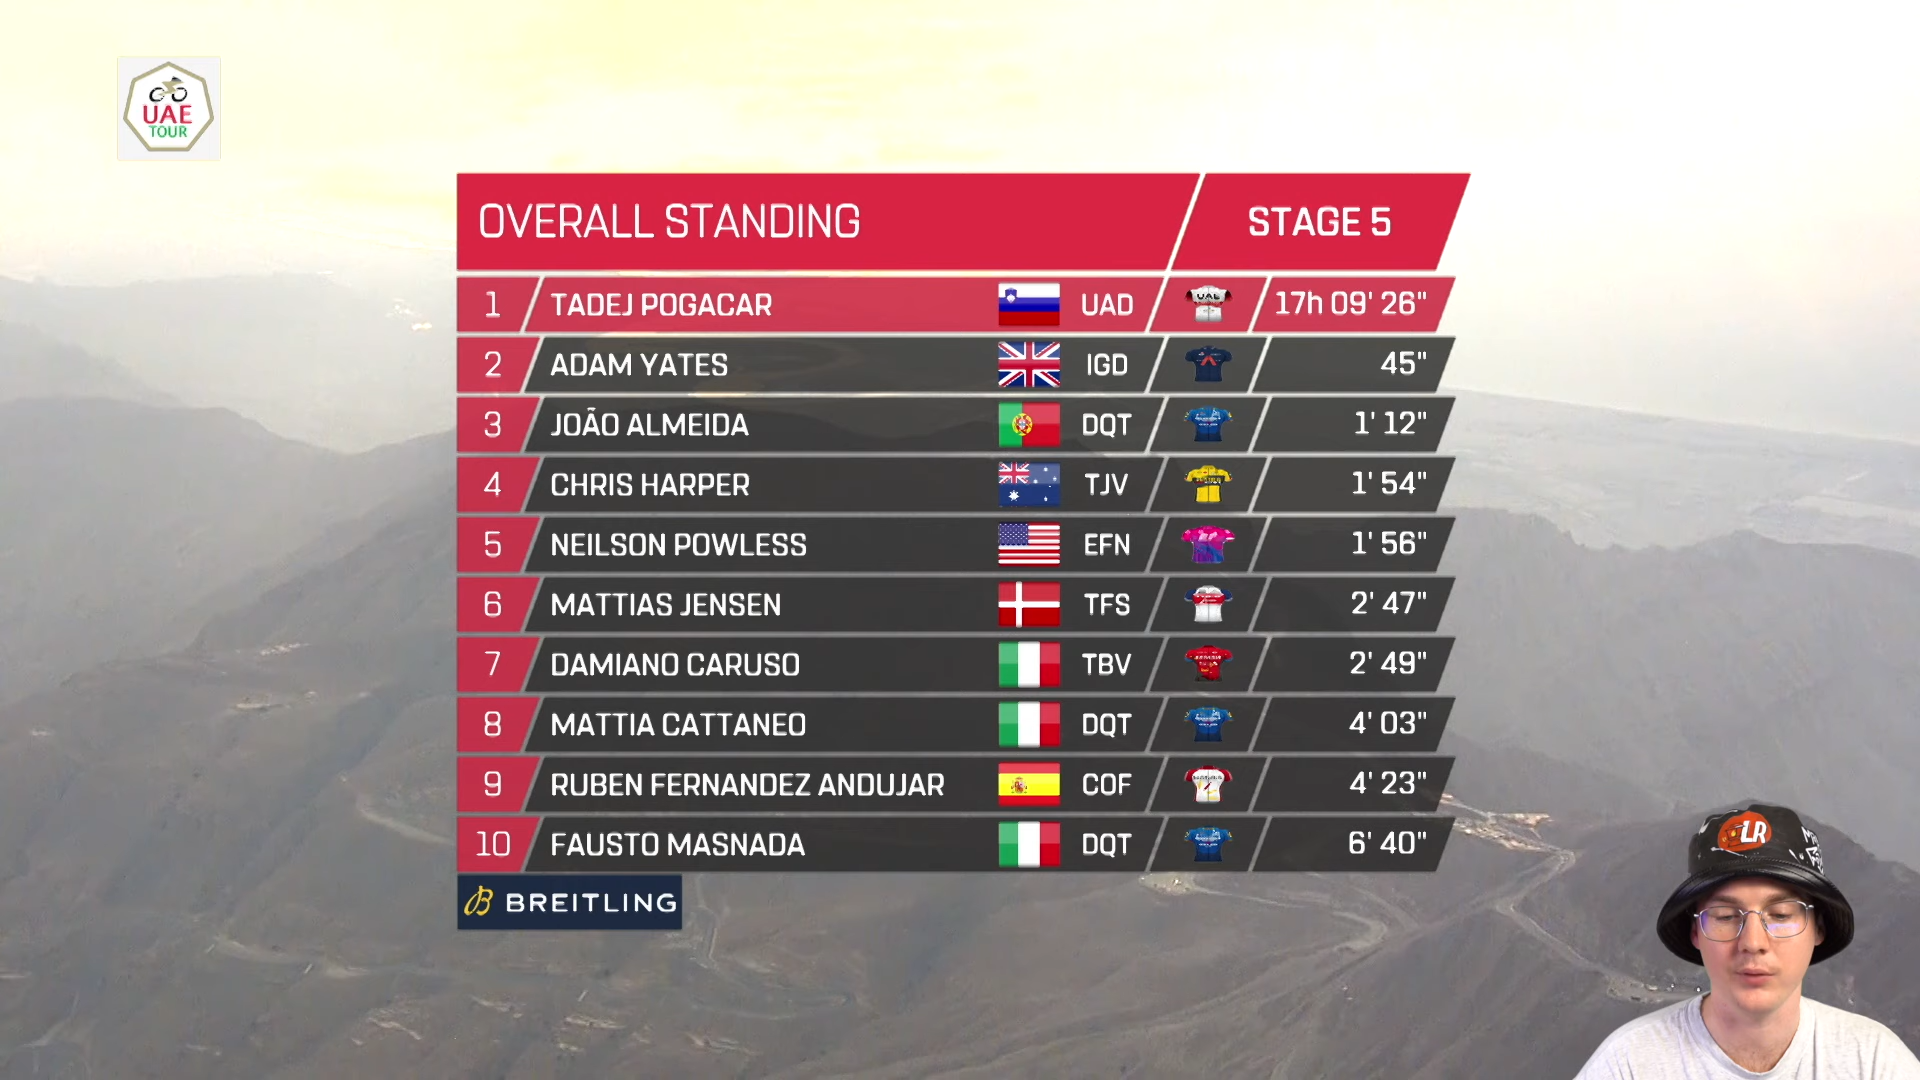 UAE
TOUR
OVERALL STANDING STAGE 5
1 TADEJ POGACAR UAD UAE 17h 09' 26"
2 ADAM YATES IGD 45"
3 JOÃO ALMEIDA DQT 1' 12"
4 CHRIS HARPER TJV 1' 54"
5 NEILSON POWLESS EFN 1' 56"
6 MATTIAS JENSEN TFS 2' 47"
7 DAMIANO CARUSO TBV 2' 49"
8 MATTIA CATTANEO DQT 4' 03"
9 RUBEN FERNANDEZ ANDUJAR COF 4' 23"
10 FAUSTO MASNADA DQT 6' 40"
B BREITLING
LR